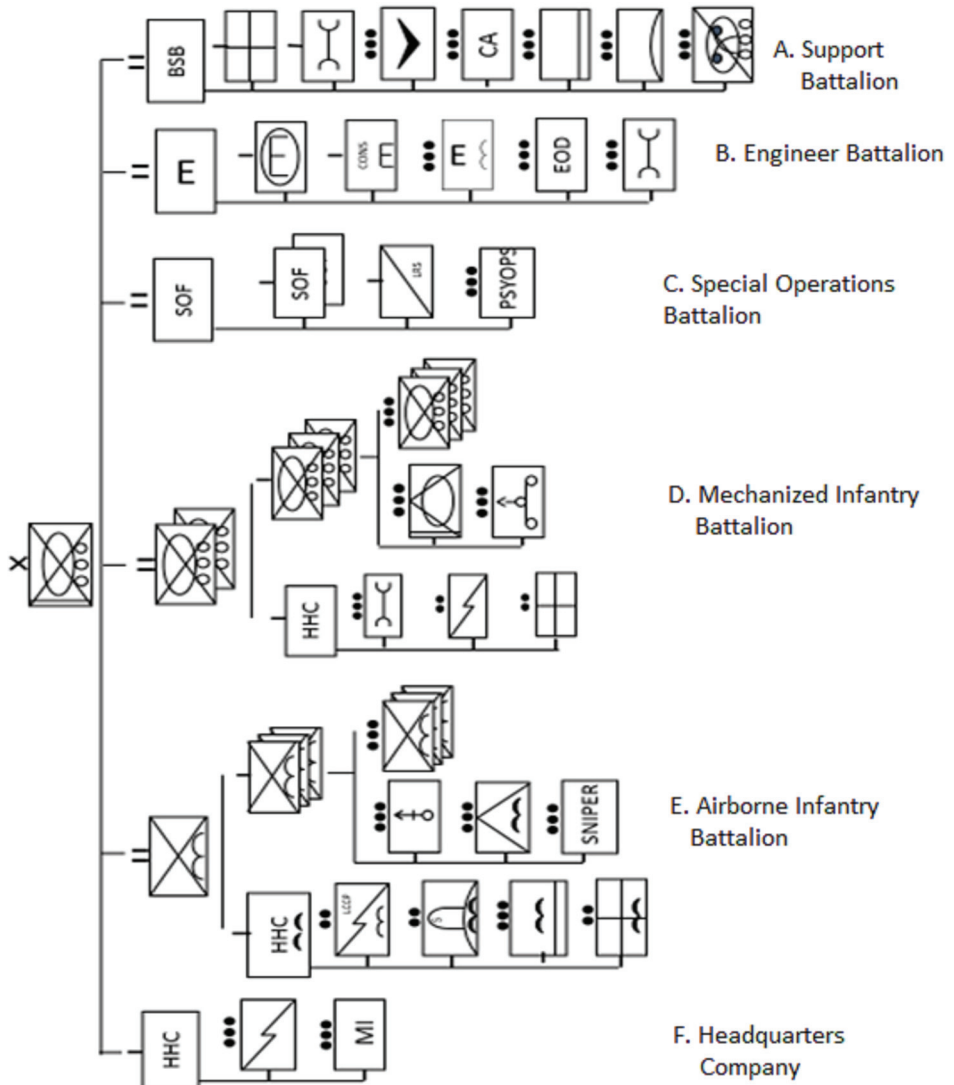 BSB
CA
A. Support
Battalion
E
E
CONS
E
E
EOD
B. Engineer Battalion
SOF
SOF
LRS
PSYOPS
C. Special Operations
Battalion
HHC
D. Mechanized Infantry
Battalion
SNIPER
HHC
LCCP
S
E. Airborne Infantry
Battalion
HHC
MI
F. Headquarters
Company